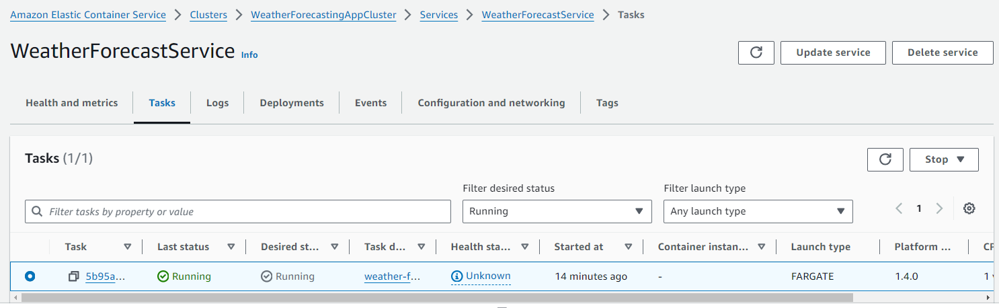 Amazon Elastic Container Service > Clusters > WeatherForecastingAppCluster > Services > WeatherForecastService > Tasks
WeatherForecastService Info
Update service Delete service
Health and metrics Tasks Logs Deployments Events Configuration and networking Tags
Tasks (1/1)
Stop
Filter desired status Filter launch type
Filter tasks by property or value Running Any launch type 1
Task Last status Desired st... Task d... Health sta... Started at Container instan... Launch type Platform ...
5b95a... Running Running weather-f... Unknown 14 minutes ago - FARGATE 1.4.0 1